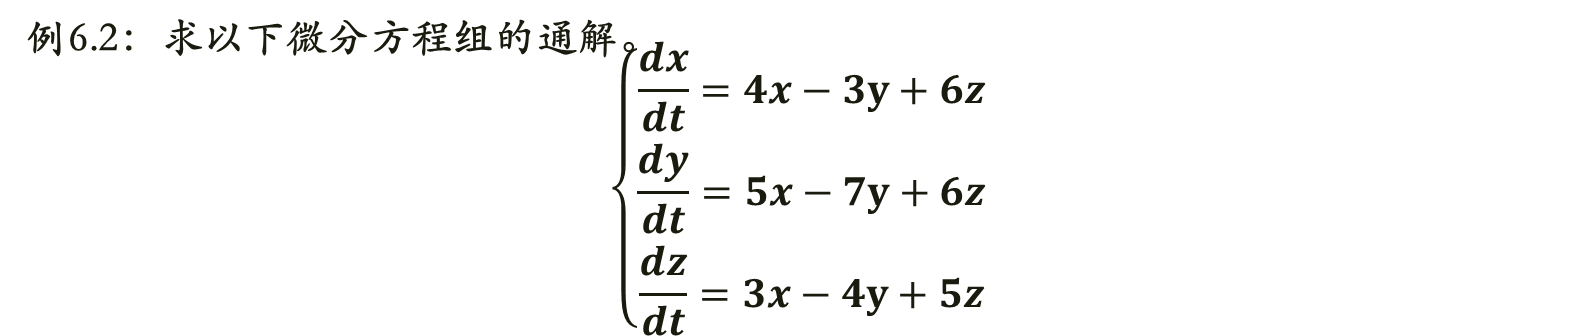 例6.2：求以下微分方程组的通解。
dx/dt = 4x − 3y + 6z
dy/dt = 5x − 7y + 6z
dz/dt = 3x − 4y + 5z